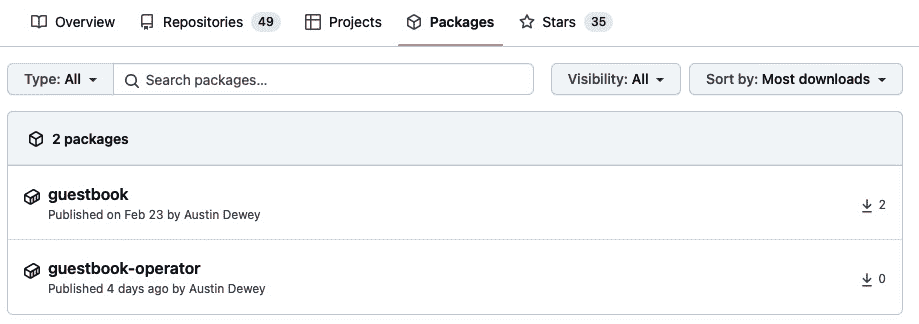 Overview Repositories 49 Projects Packages Stars 35
Type: All Search packages... Visibility: All Sort by: Most downloads
2 packages
guestbook
Published on Feb 23 by Austin Dewey 2
guestbook-operator
Published 4 days ago by Austin Dewey 0